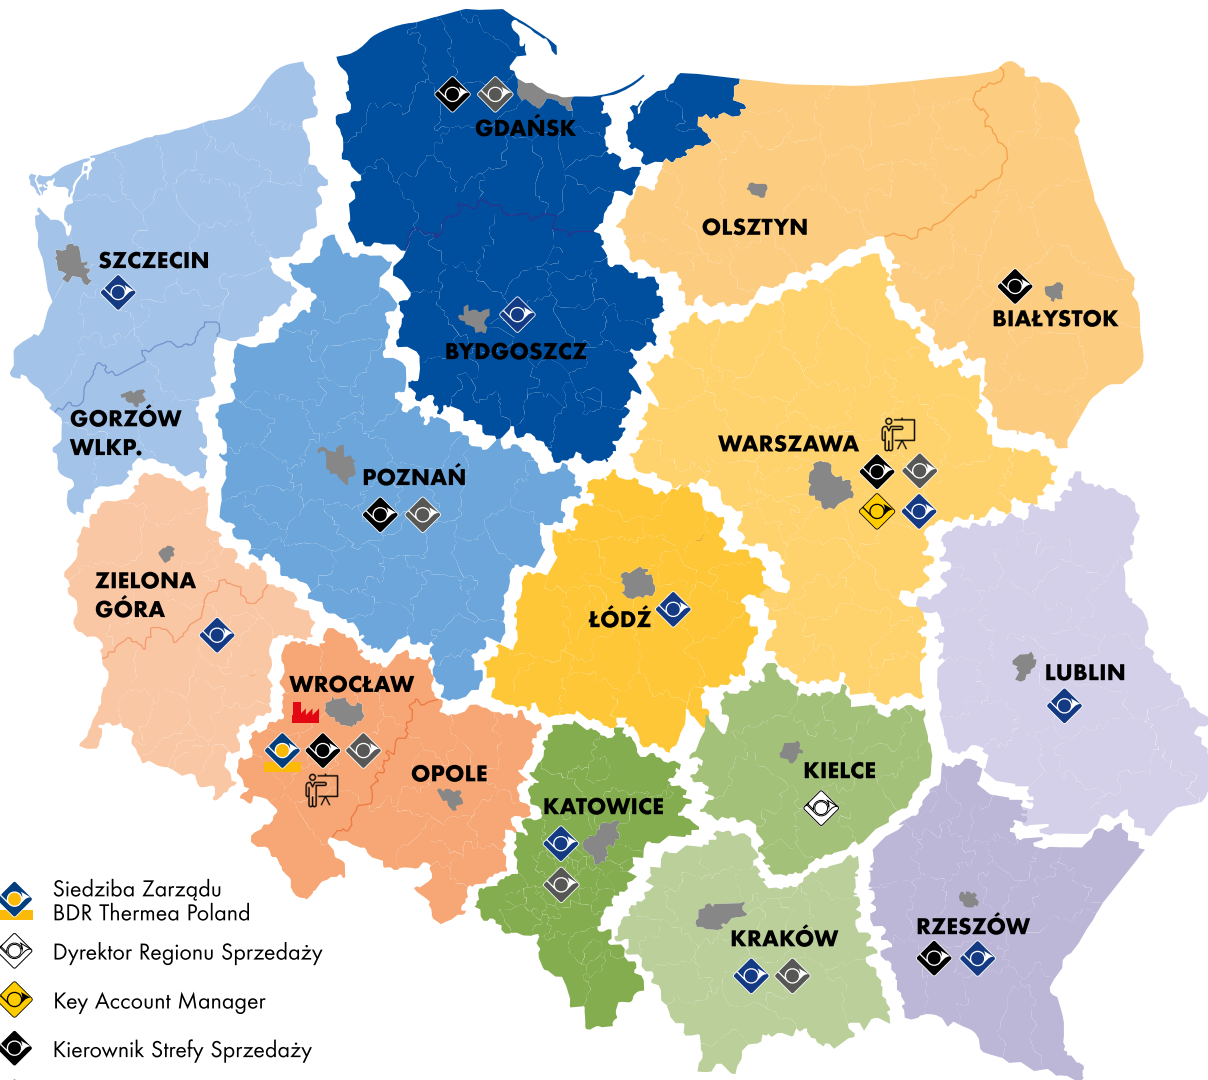 GDAŃSK
OLSZTYN
SZCZECIN
BIAŁYSTOK
BYDGOSZCZ
GORZÓW
WLKP.
WARSZAWA
POZNAŃ
ZIELONA
GÓRA
ŁÓDŹ
LUBLIN
WROCŁAW
OPOLE
KIELCE
KATOWICE
RZESZÓW
KRAKÓW
Siedziba Zarządu
BDR Thermea Poland
Dyrektor Regionu Sprzedaży
Key Account Manager
Kierownik Strefy Sprzedaży